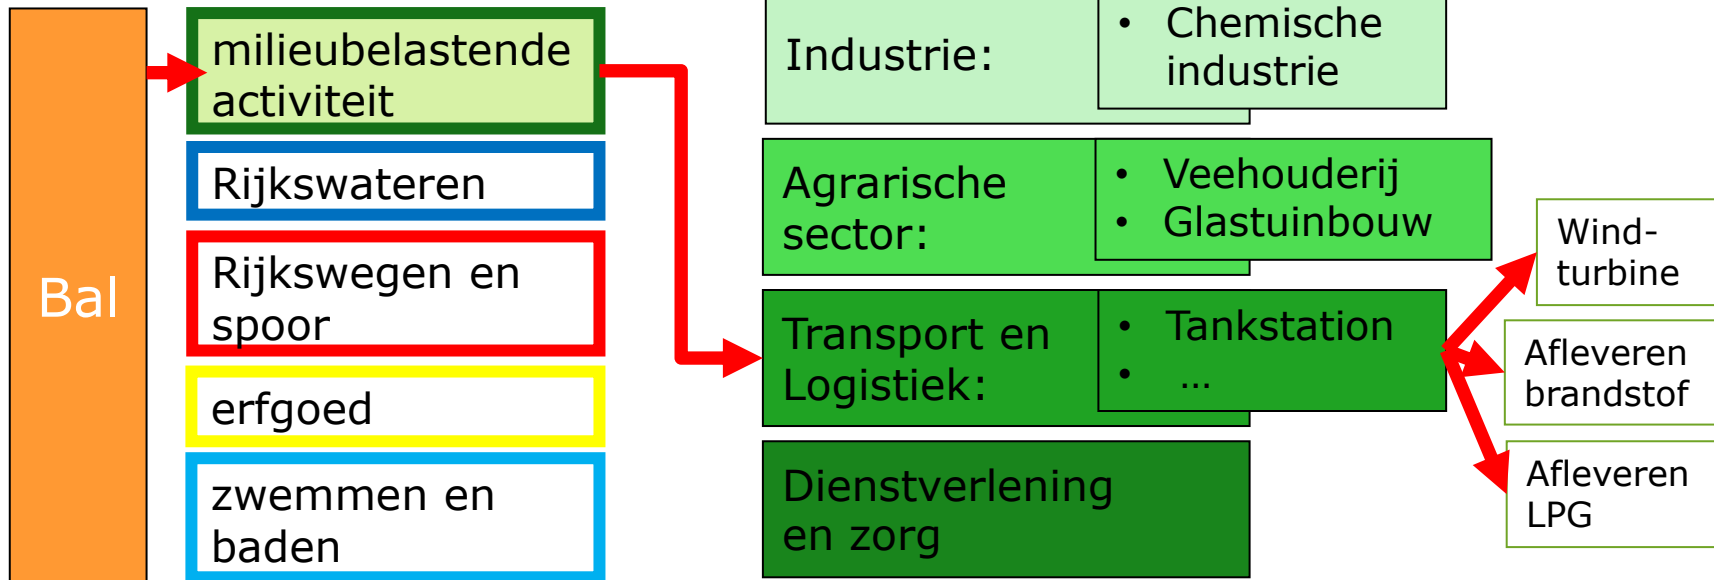 Bal
milieubelastende
activiteit
Rijkswateren
Rijkswegen en
spoor
erfgoed
zwemmen en
baden
Industrie:
• Chemische
industrie
Agrarische
sector:
• Veehouderij
• Glastuinbouw
Transport en
Logistiek:
• Tankstation
• ...
Dienstverlening
en zorg
Wind-
turbine
Afleveren
brandstof
Afleveren
LPG